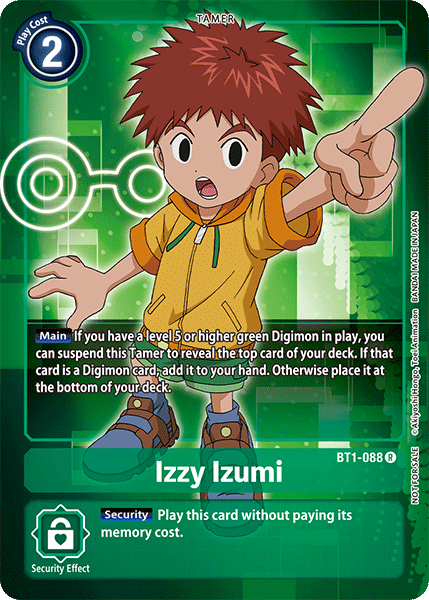 TAMER
Play Cost
2
Main If you have a level 5 or higher green Digimon in play, you
can suspend this Tamer to reveal the top card of your deck. If that
card is a Digimon card, add it to your hand. Otherwise place it at
the bottom of your deck.
BT1-088 R
Izzy Izumi
Security Play this card without paying its
memory cost.
Security Effect
NOT FOR SALE ©Akiyoshi Hongo, Toei Animation BANDAI MADE IN JAPAN